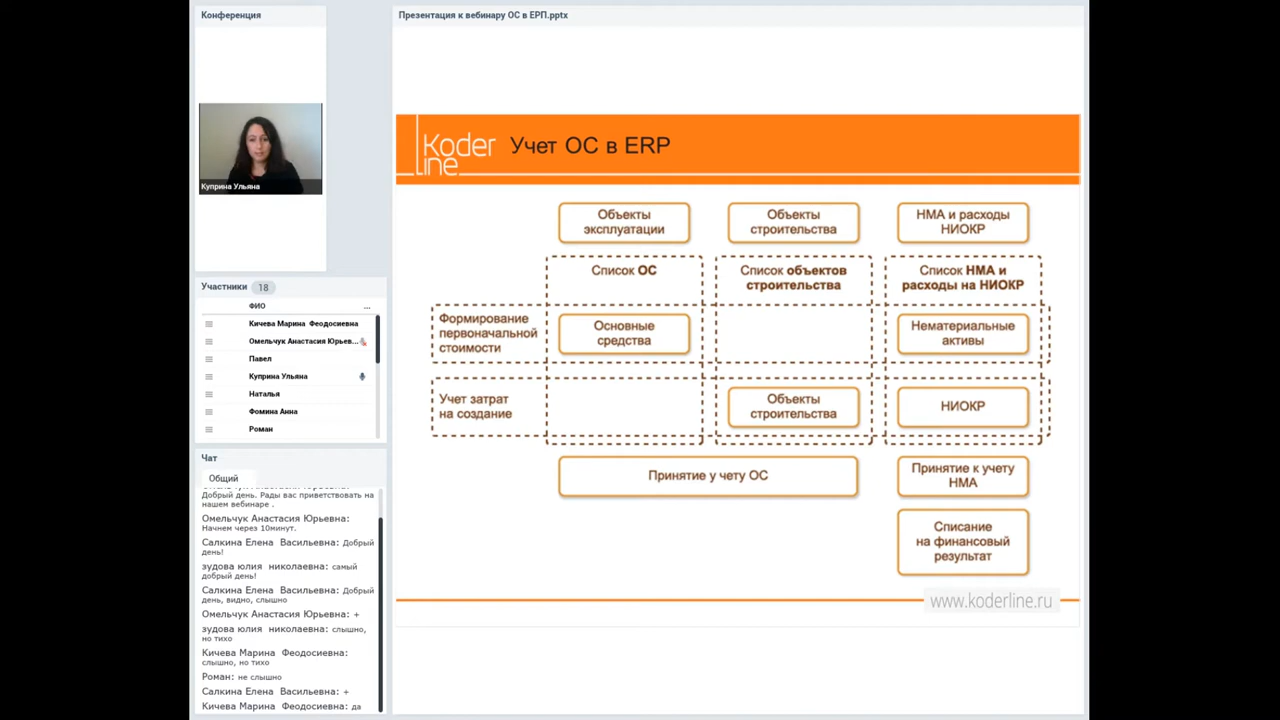 Конференция
Куприна Ульяна
Участники 18
ФИО ...
Кичева Марина Феодосиевна
Омельчук Анастасия Юрьев...
Павел
Куприна Ульяна
Наталья
Фомина Анна
Роман
Чат
Общий
Добрый день. Рады вас приветствовать на
нашем вебинаре .
Омельчук Анастасия Юрьевна:
Начнем через 10минут.
Салкина Елена Васильевна: Добрый
день!
зудова юлия николаевна: самый
добрый день!
Салкина Елена Васильевна: Добрый
день, видно, слышно
Омельчук Анастасия Юрьевна: +
зудова юлия николаевна: слышно,
но тихо
Кичева Марина Феодосиевна:
слышно, но тихо
Роман: не слышно
Салкина Елена Васильевна: +
Кичева Марина Феодосиевна: да
Презентация к вебинару ОС в ЕРП.pptx
Koder
line
Учет ОС в ERP
Объекты
эксплуатации
Объекты
строительства
НМА и расходы
НИОКР
Список ОС
Список объектов
строительства
Список НМА и
расходы на НИОКР
Формирование
первоначальной
стоимости
Основные
средства
Нематериальные
активы
Учет затрат
на создание
Объекты
строительства
НИОКР
Принятие у чету ОС
Принятие к учету
НМА
Списание
на финансовый
результат
www.koderline.ru